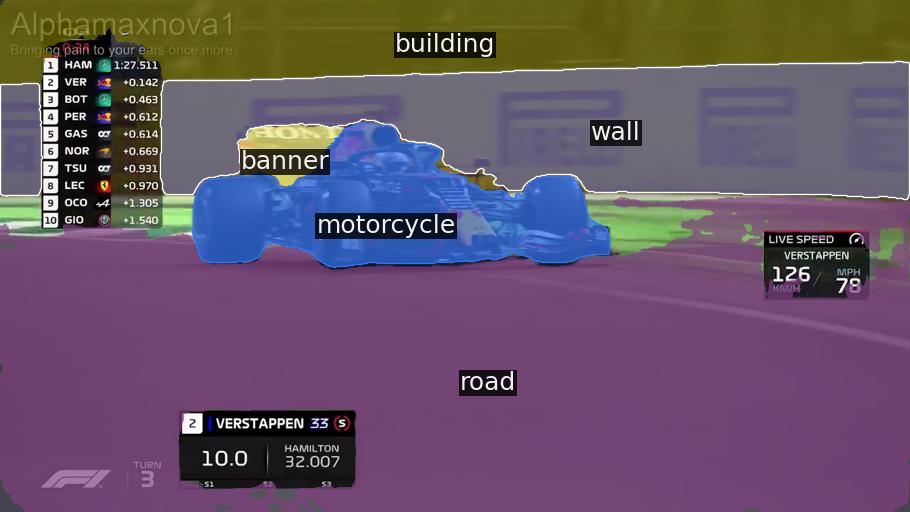 Alphamaxnova1
Bringing pain to your ears once more
1 HAM 1:27.511
2 VER +0.142
3 BOT +0.463
4 PER +0.612
5 GAS +0.614
6 NOR +0.669
7 TSU +0.931
8 LEC +0.970
9 OCO +1.305
10 GIO +1.540
building
wall
banner
motorcycle
road
LIVE SPEED
VERSTAPPEN
126 KM/H
MPH 78
2 VERSTAPPEN 33 S
10.0
HAMILTON
32.007
S1 S2 S3
F1 TURN 3